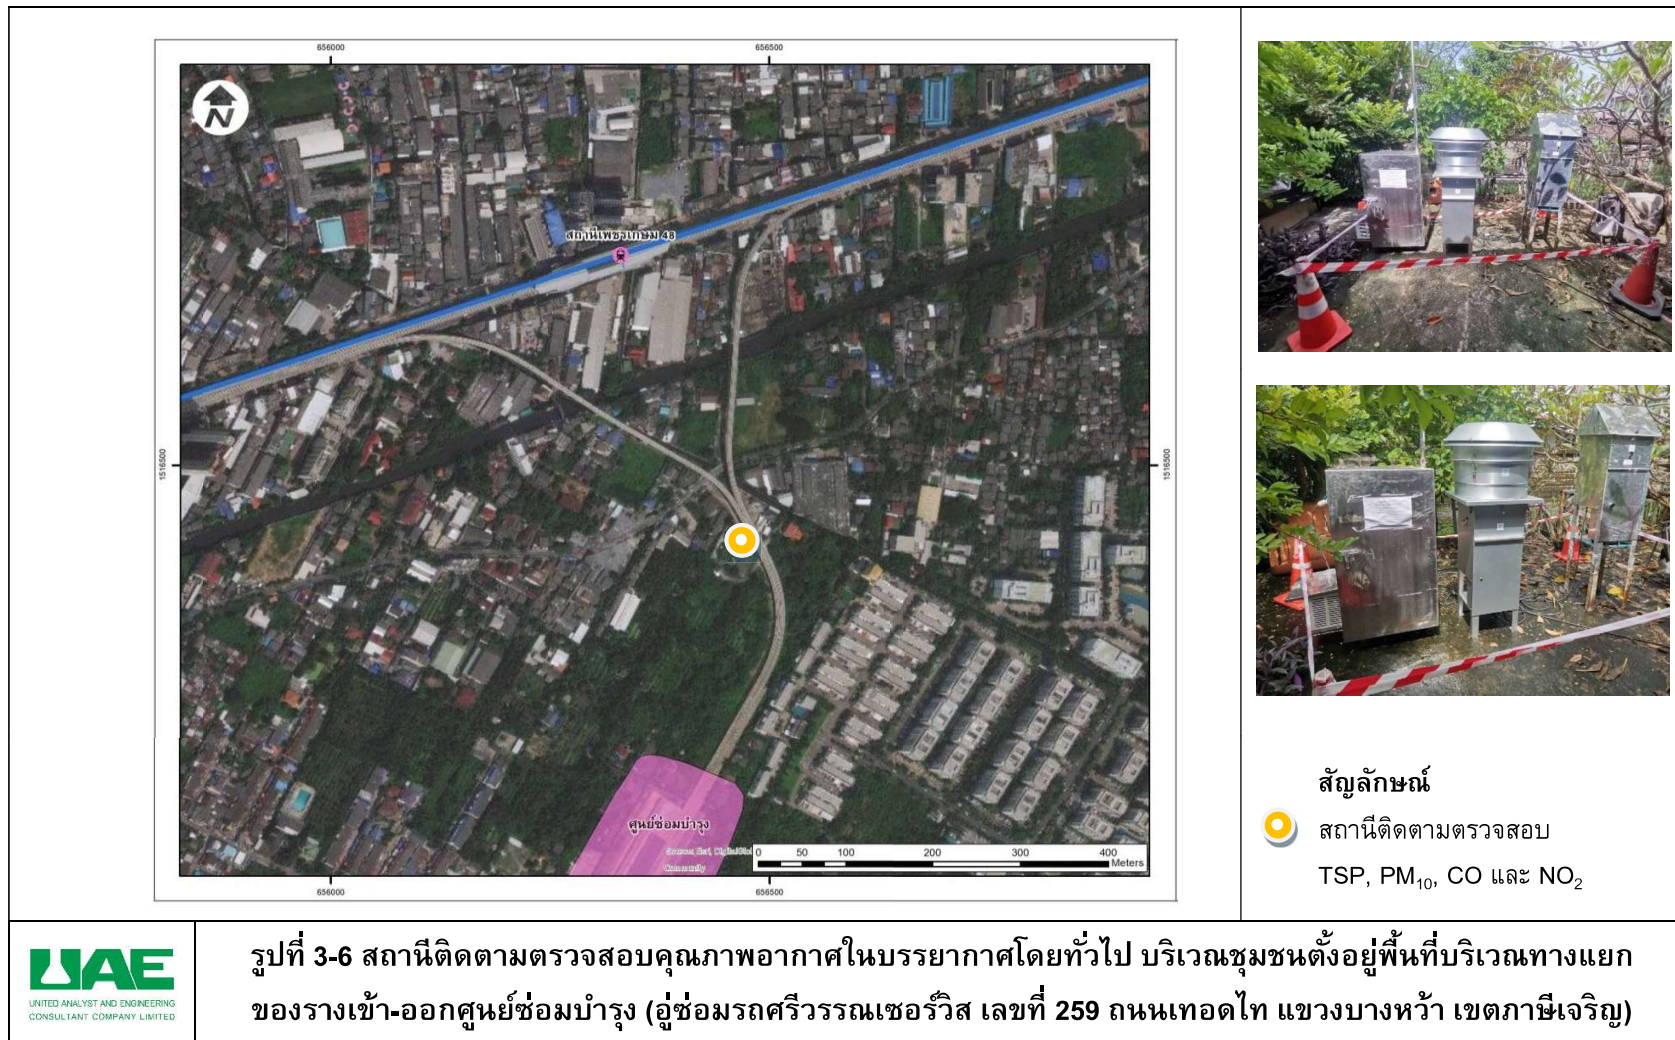 656000
656500
N
สถานีเพชรเกษม 48
1516500
1516500
ศูนย์ซ่อมบำรุง
Sources: Esri, DigitalGlo
Community
0 50 100 200 300 400
Meters
656000
656500
สัญลักษณ์
สถานีติดตามตรวจสอบ
TSP, PM₁₀, CO และ NO₂
UAE
UNITED ANALYST AND ENGINEERING
CONSULTANT COMPANY LIMITED
รูปที่ 3-6 สถานีติดตามตรวจสอบคุณภาพอากาศในบรรยากาศโดยทั่วไป บริเวณชุมชนตั้งอยู่พื้นที่บริเวณทางแยก
ของรางเข้า-ออกศูนย์ซ่อมบำรุง (อู่ซ่อมรถศรีวรรณเซอร์วิส เลขที่ 259 ถนนเทอดไท แขวงบางหว้า เขตภาษีเจริญ)